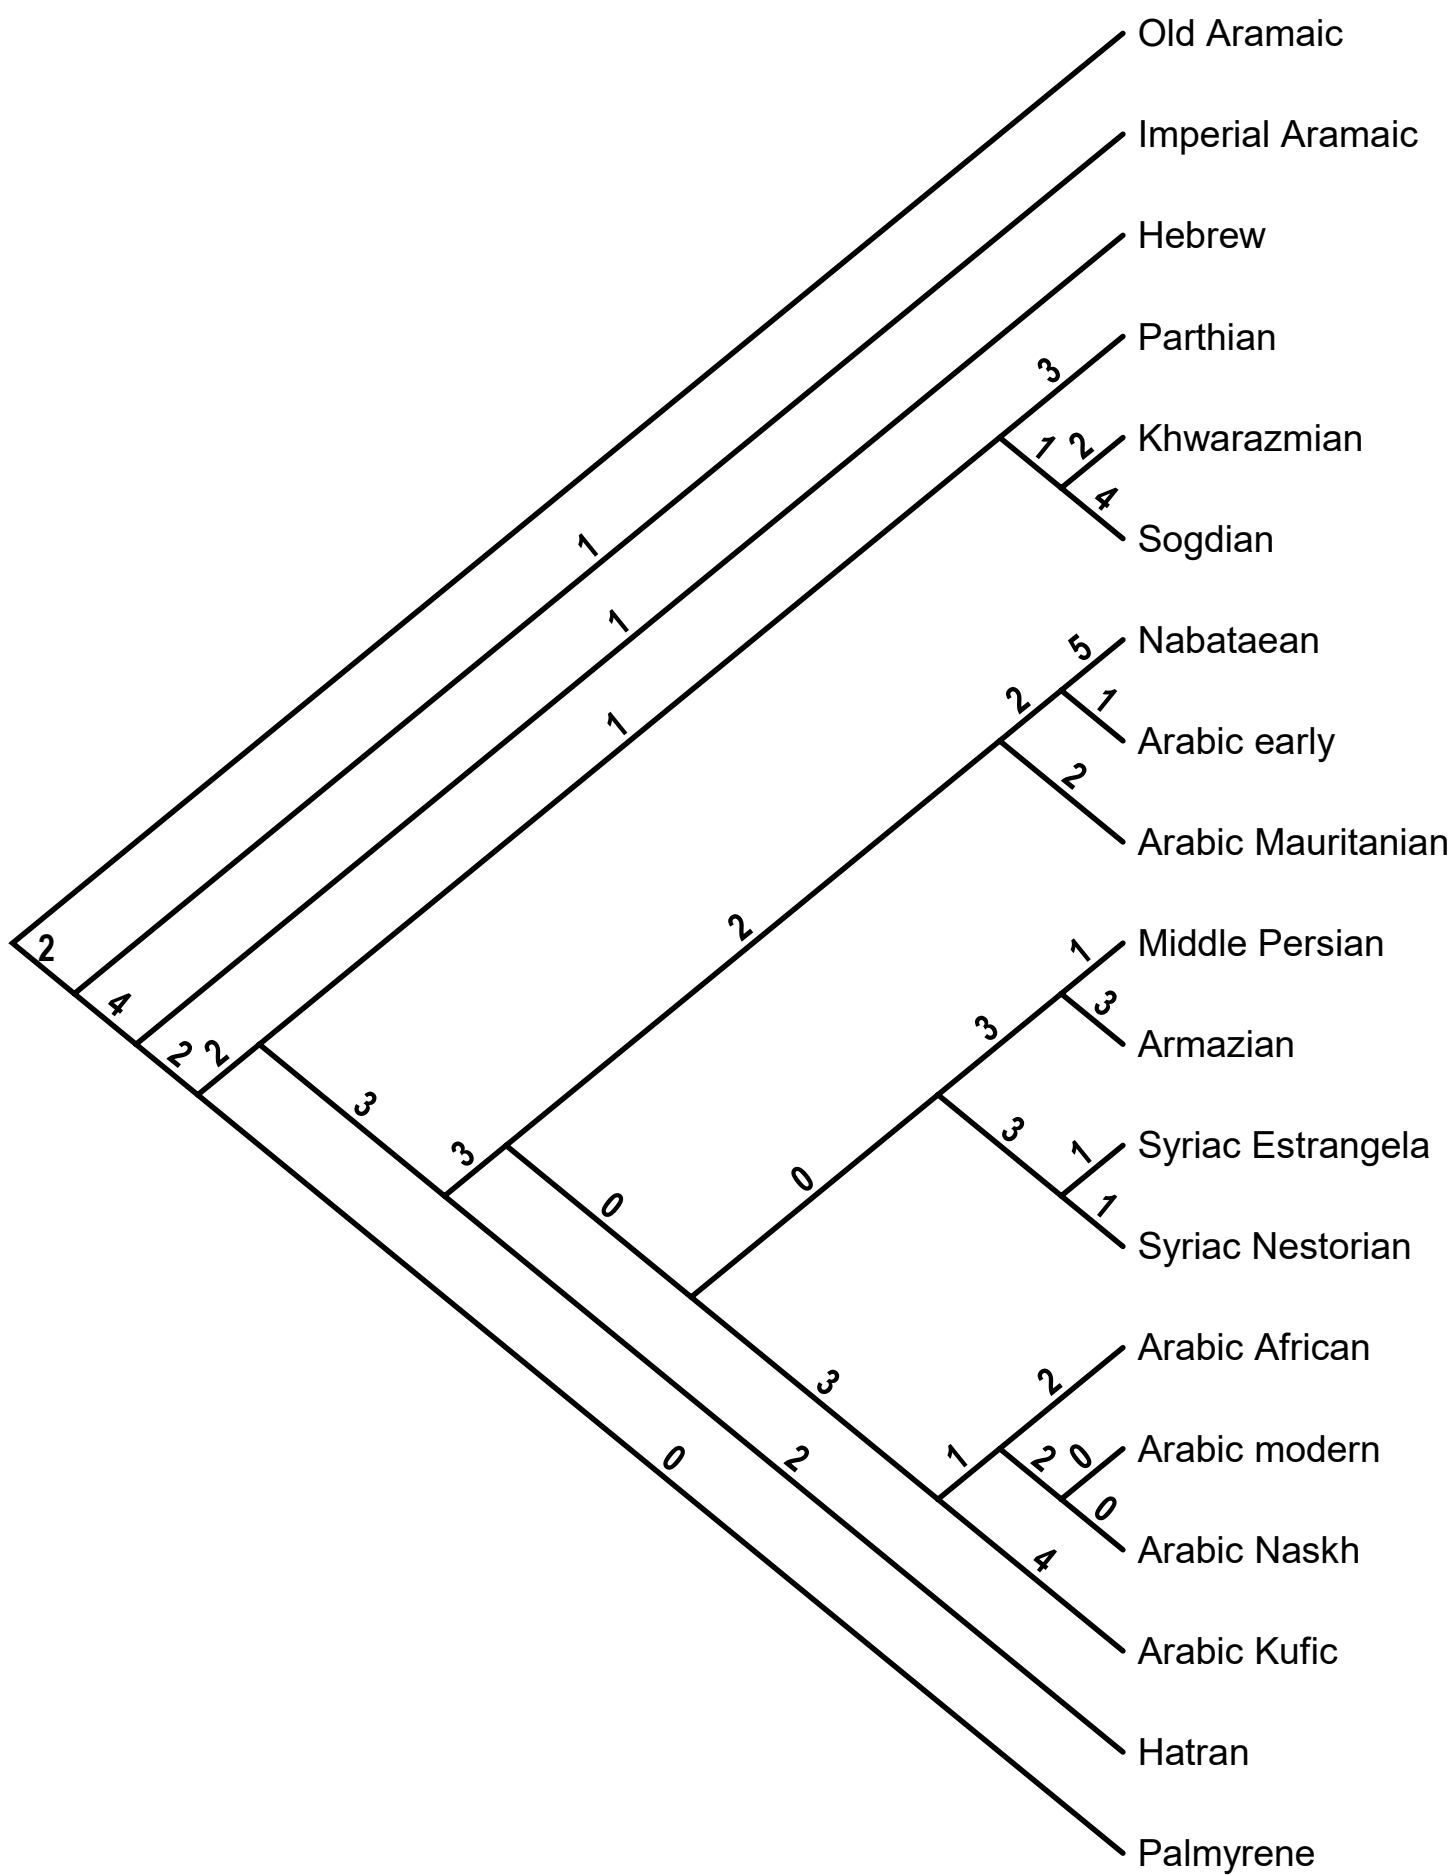 Old Aramaic
Imperial Aramaic
Hebrew
Parthian
3
Khwarazmian
1 2
4
Sogdian
1
1
Nabataean
5
2
1
1
Arabic early
2
Arabic Mauritanian
2
Middle Persian
1
2
4
3
3
Armazian
2 2
3
3
1
Syriac Estrangela
3
0
0
1
Syriac Nestorian
Arabic African
3
2
Arabic modern
1
2 0
0
2
0
Arabic Naskh
4
Arabic Kufic
Hatran
Palmyrene